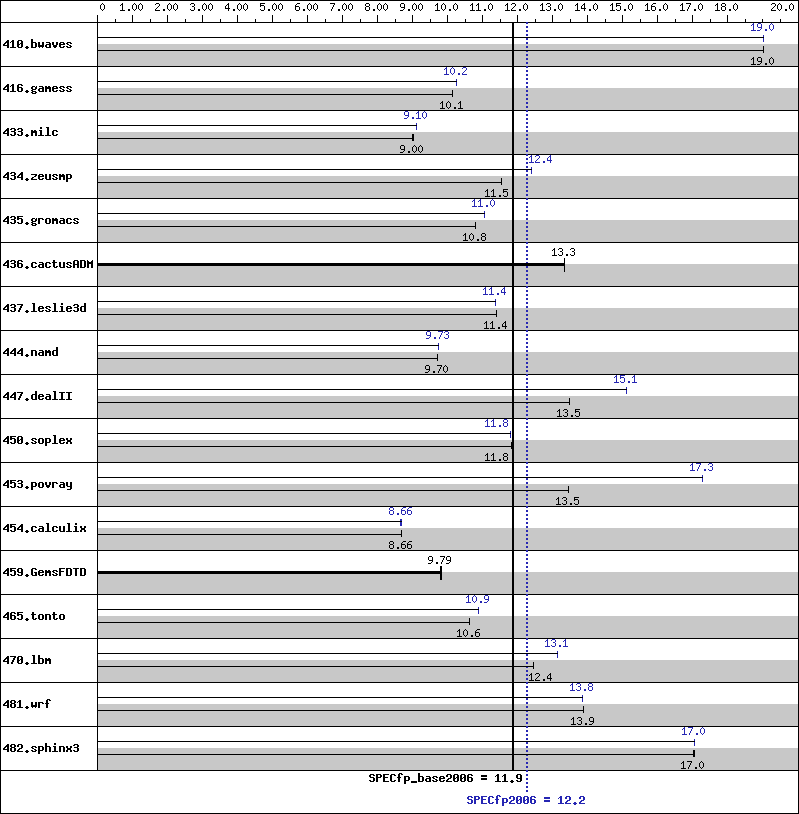 0 1.00 2.00 3.00 4.00 5.00 6.00 7.00 8.00 9.00 10.0 11.0 12.0 13.0 14.0 15.0 16.0 17.0 18.0 20.0
19.0
410.bwaves
19.0
10.2
416.gamess
10.1
9.10
433.milc
9.00
12.4
434.zeusmp
11.5
11.0
435.gromacs
10.8
13.3
436.cactusADM
11.4
437.leslie3d
11.4
9.73
444.namd
9.70
15.1
447.dealII
13.5
11.8
450.soplex
11.8
17.3
453.povray
13.5
8.66
454.calculix
8.66
9.79
459.GemsFDTD
10.9
465.tonto
10.6
13.1
470.lbm
12.4
13.8
481.wrf
13.9
17.0
482.sphinx3
17.0
SPECfp_base2006 = 11.9
SPECfp2006 = 12.2